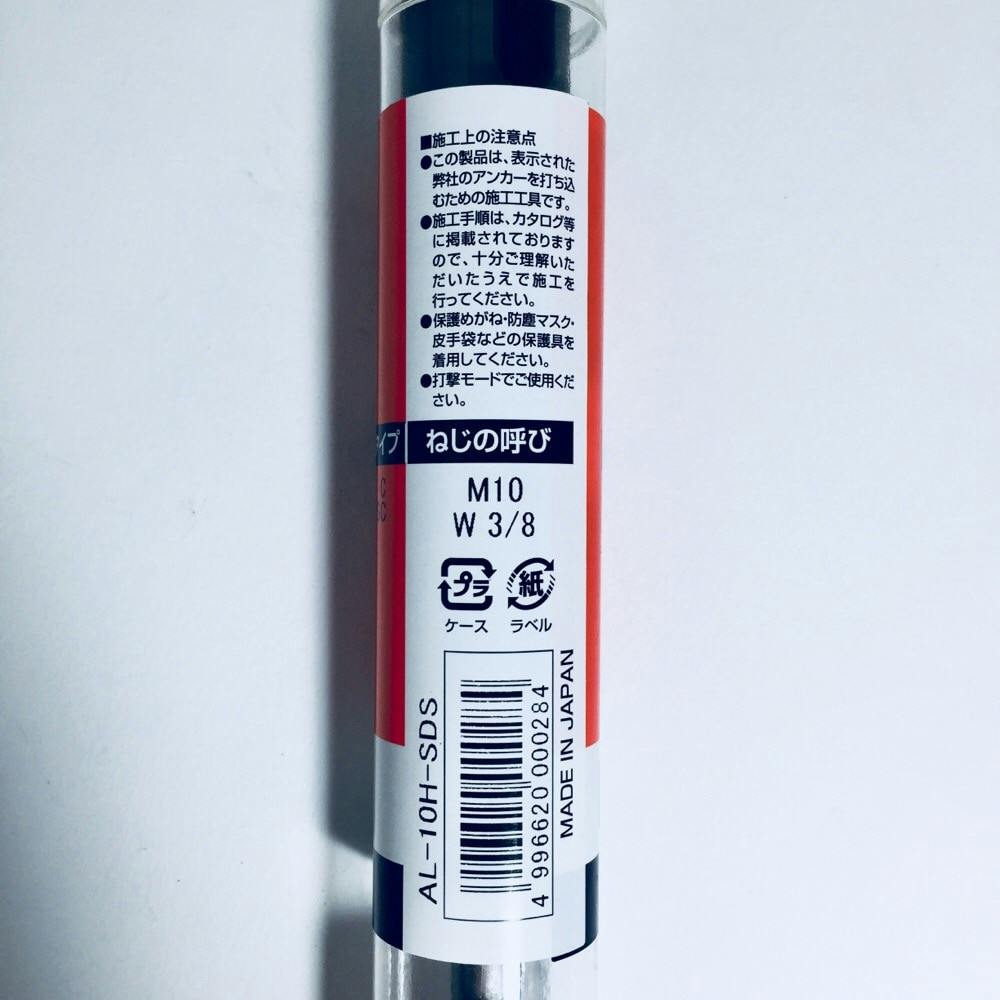 ■施工上の注意点
●この製品は、表示された
弊社のアンカーを打ち込
むための施工工具です。
●施工手順は、カタログ等
に掲載されております
ので、十分ご理解いた
だいたうえで施工を
行ってください。
●保護めがね・防塵マスク・
皮手袋などの保護具を
着用してください。
●打撃モードでご使用くだ
さい。
イプ
ねじの呼び
C
M10
W 3/8
プラ
紙
ケース
ラベル
AL-10H-SDS
4 996620 000284
MADE IN JAPAN